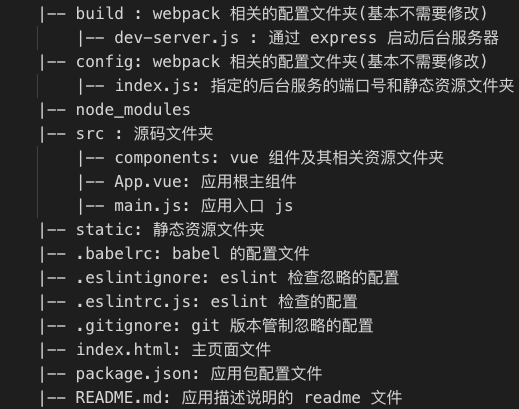 |-- build : webpack 相关的配置文件夹(基本不需要修改)
    |-- dev-server.js : 通过 express 启动后台服务器
|-- config: webpack 相关的配置文件夹(基本不需要修改)
    |-- index.js: 指定的后台服务的端口号和静态资源文件夹
|-- node_modules
|-- src : 源码文件夹
    |-- components: vue 组件及其相关资源文件夹
    |-- App.vue: 应用根主组件
    |-- main.js: 应用入口 js
|-- static: 静态资源文件夹
|-- .babelrc: babel 的配置文件
|-- .eslintignore: eslint 检查忽略的配置
|-- .eslintrc.js: eslint 检查的配置
|-- .gitignore: git 版本管制忽略的配置
|-- index.html: 主页面文件
|-- package.json: 应用包配置文件
|-- README.md: 应用描述说明的 readme 文件